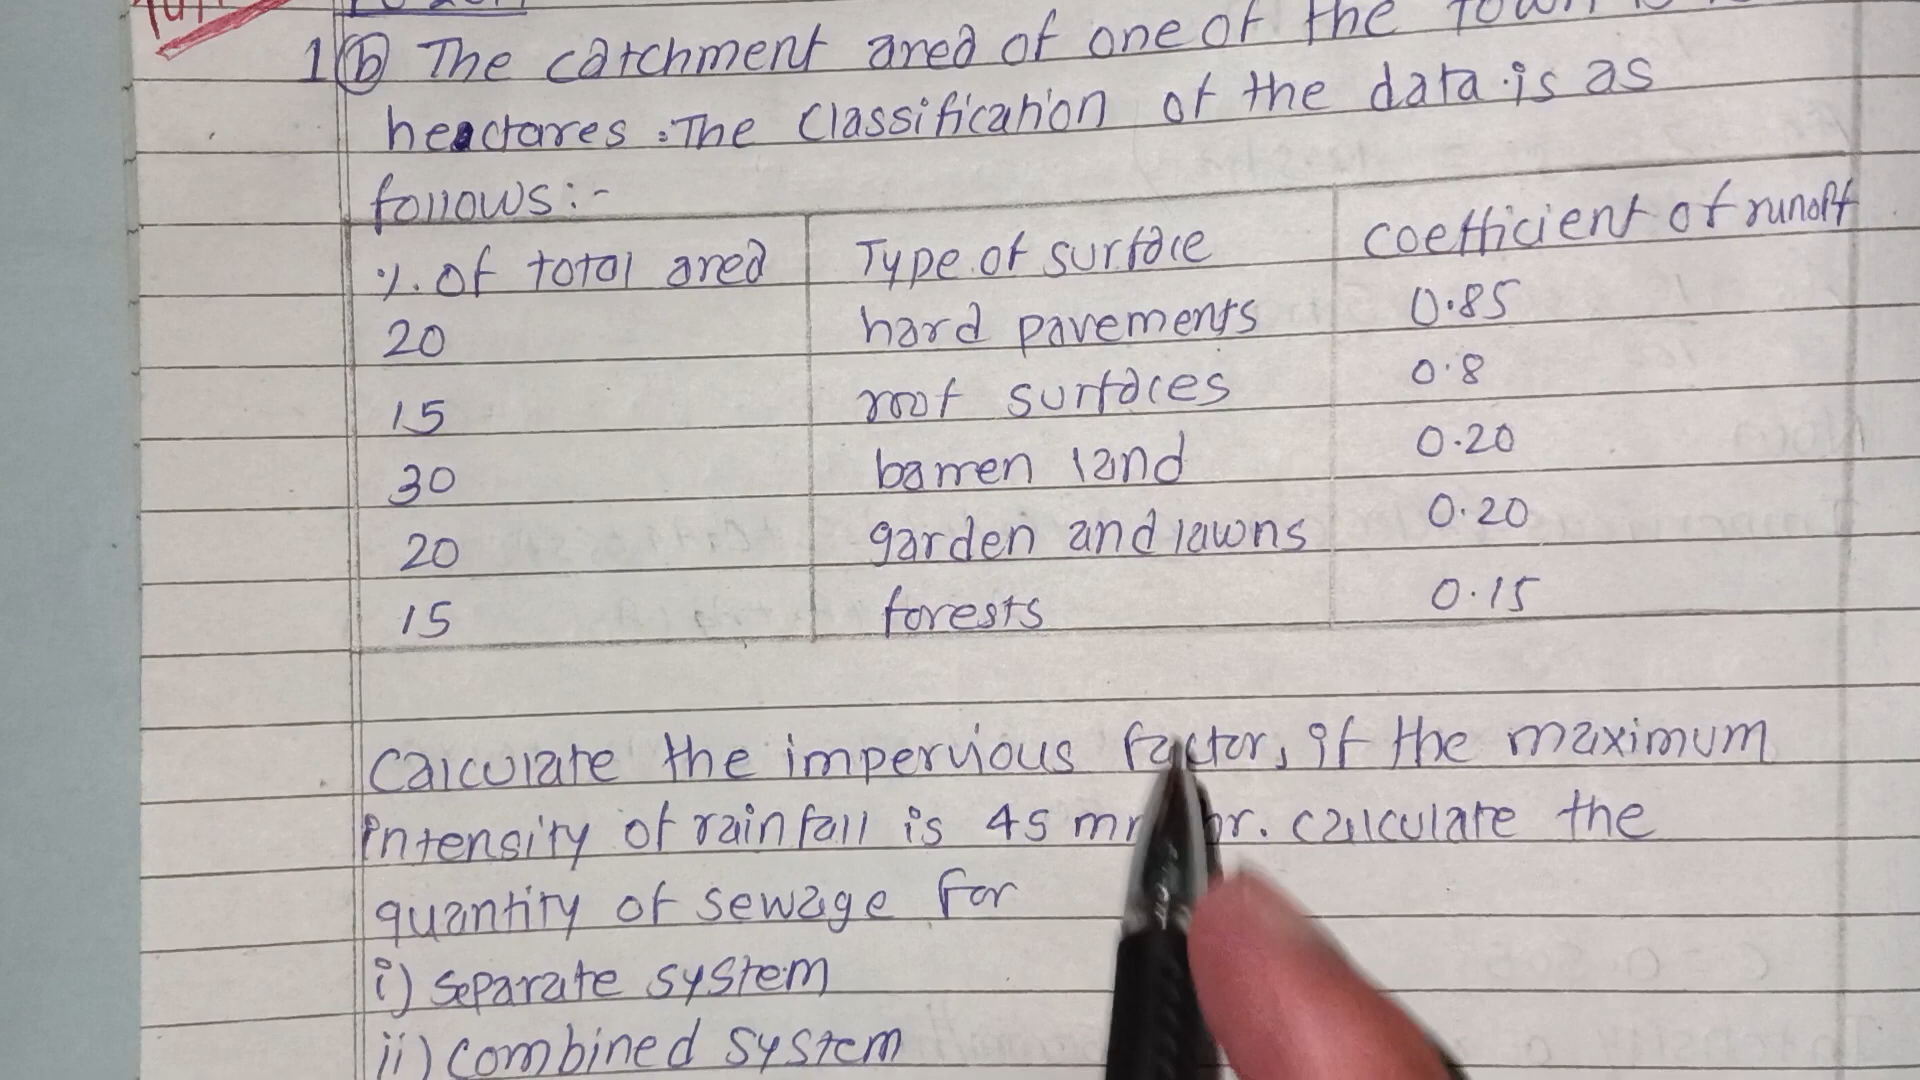 1 (b) The catchment area of one of the Town
hectares. The classification of the data is as
follows:-
%. of total area Type of surface coefficient of runoff
20 hard pavements 0.85
15 roof surfaces 0.8
30 barren land 0.20
20 garden and lawns 0.20
15 forests 0.15
calculate the impervious factor, if the maximum
intensity of rainfall is 45 hr. calculate the
quantity of sewage for
i) separate system
ii) combined system